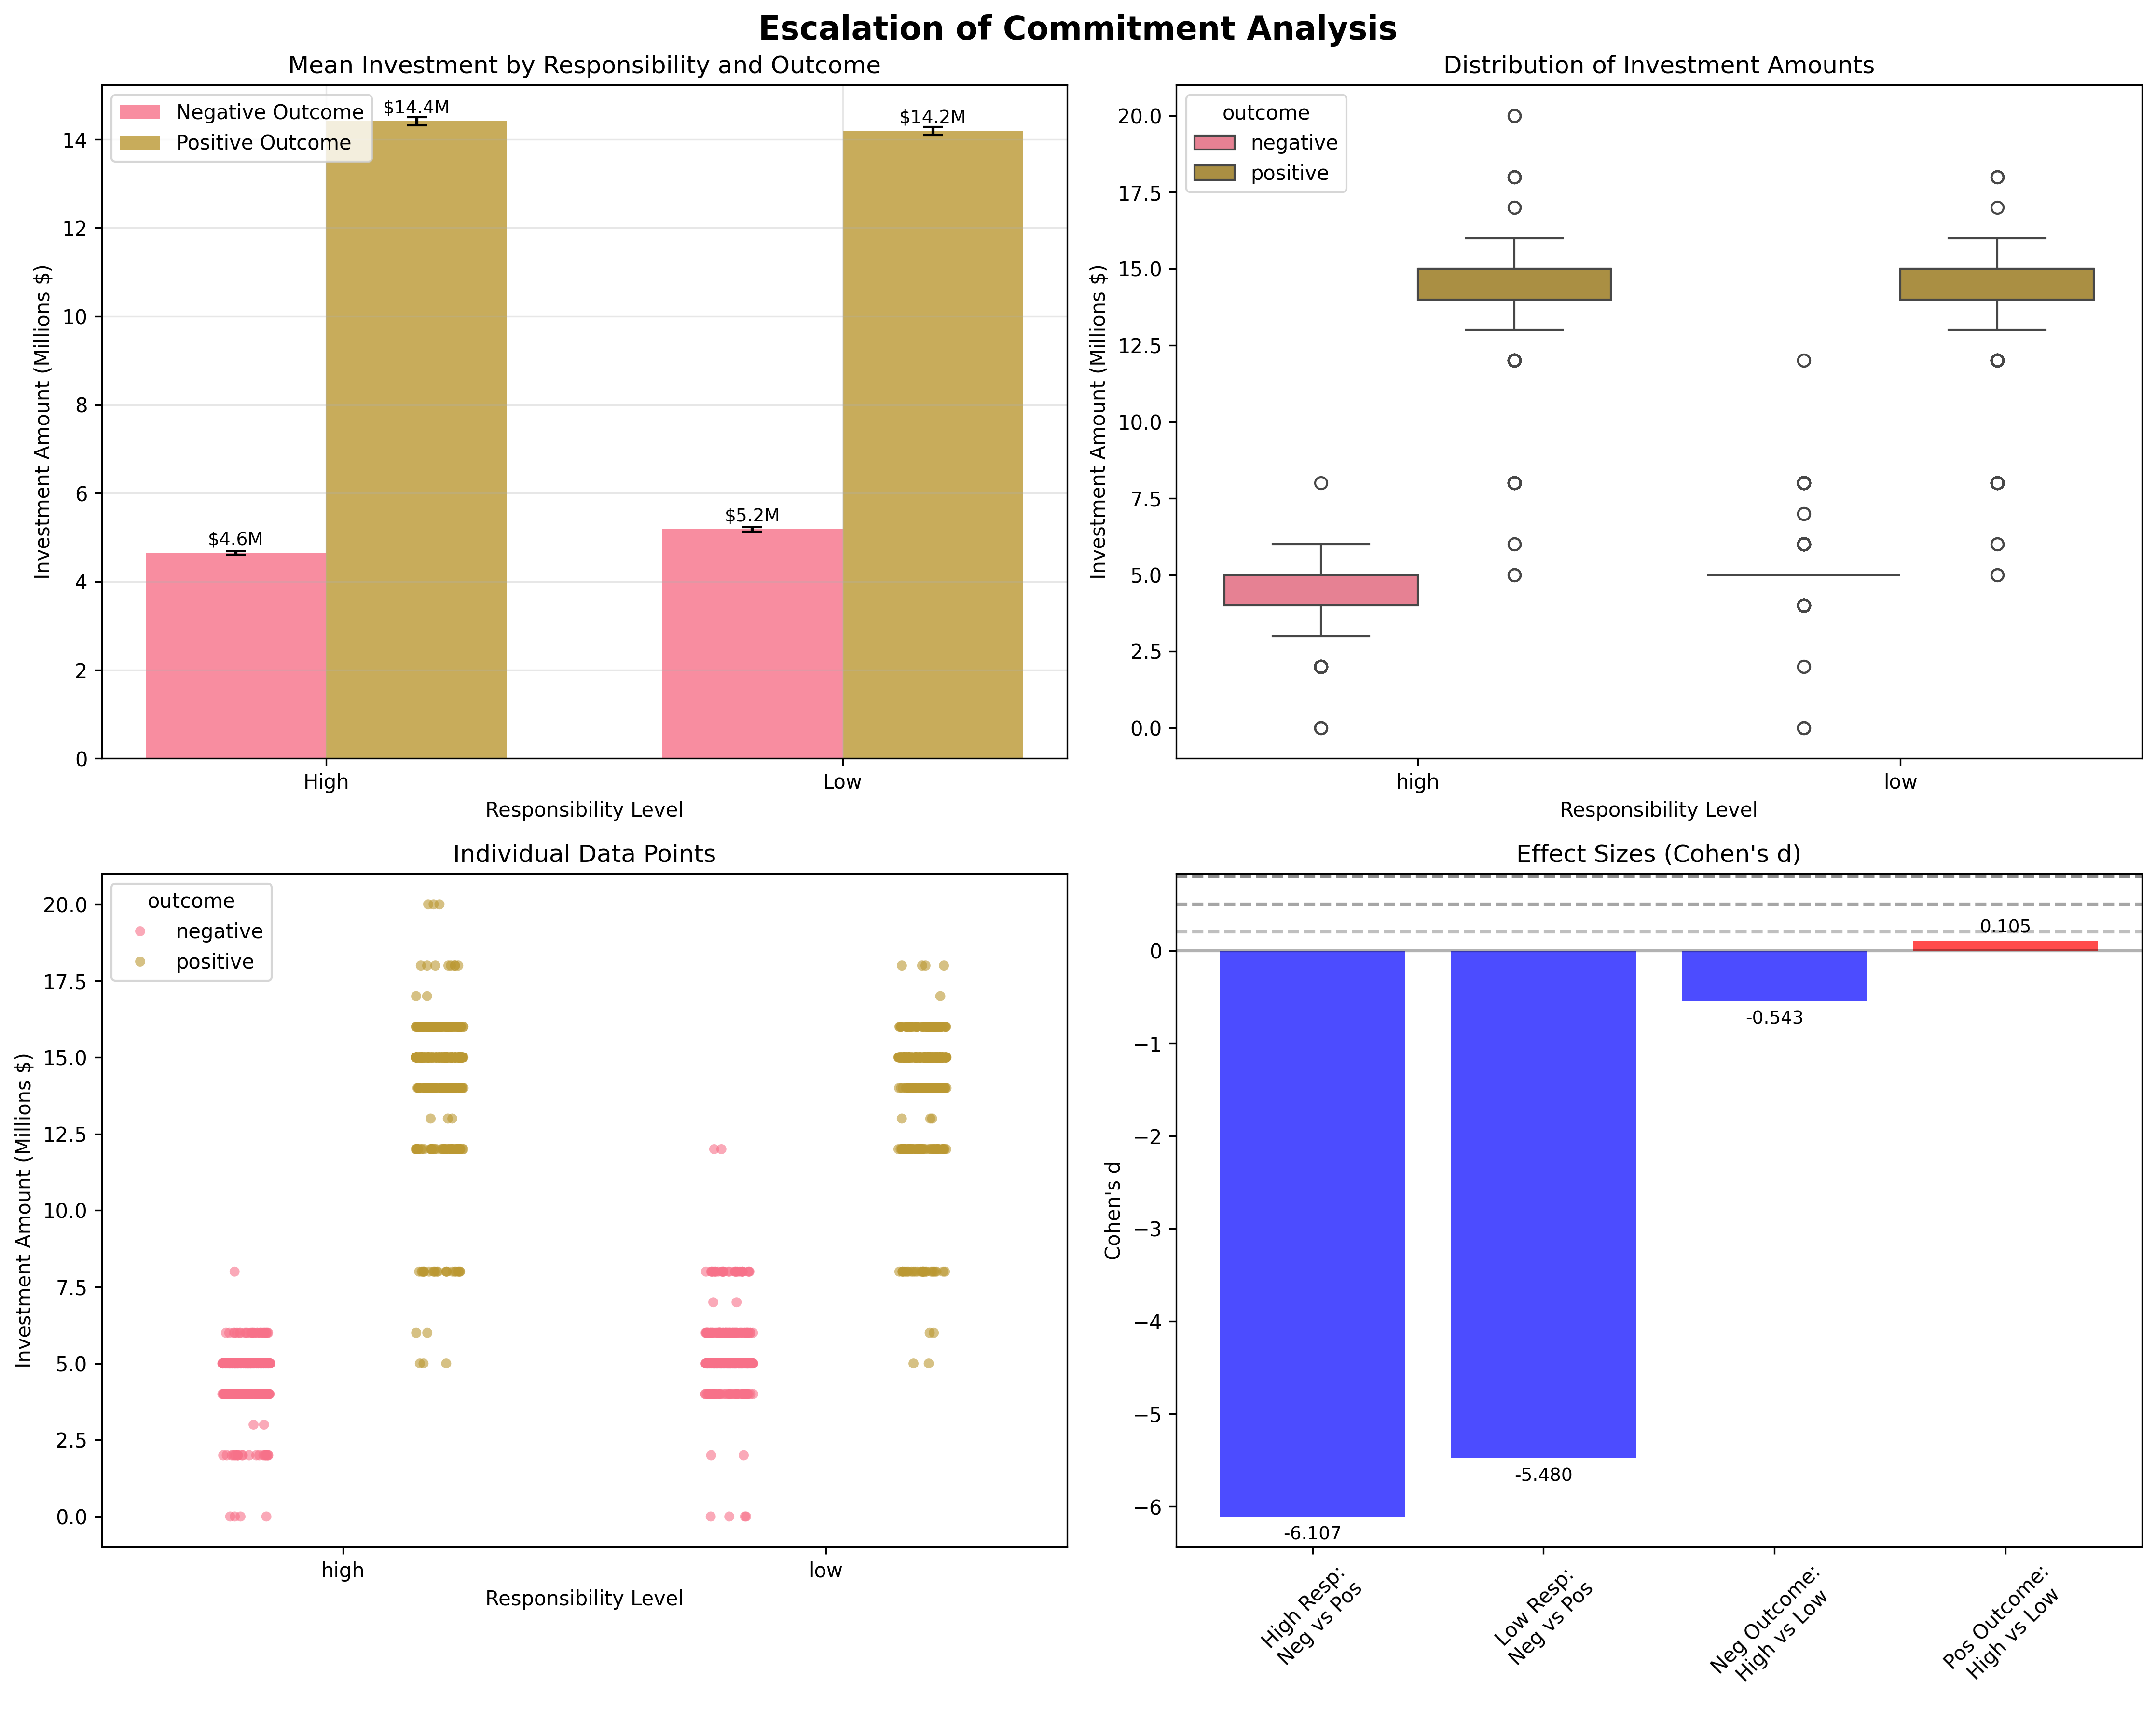 Escalation of Commitment Analysis
Mean Investment by Responsibility and Outcome
Investment Amount (Millions $)
14
12
10
8
6
4
2
0
Negative Outcome
Positive Outcome
$14.4M
$14.2M
$4.6M
$5.2M
High
Low
Responsibility Level
Distribution of Investment Amounts
Investment Amount (Millions $)
20.0
17.5
15.0
12.5
10.0
7.5
5.0
2.5
0.0
outcome
negative
positive
high
low
Responsibility Level
Individual Data Points
Investment Amount (Millions $)
20.0
17.5
15.0
12.5
10.0
7.5
5.0
2.5
0.0
outcome
negative
positive
high
low
Responsibility Level
Effect Sizes (Cohen's d)
Cohen's d
0
−1
−2
−3
−4
−5
−6
-6.107
-5.480
-0.543
0.105
High Resp:
Neg vs Pos
Low Resp:
Neg vs Pos
Neg Outcome:
High vs Low
Pos Outcome:
High vs Low